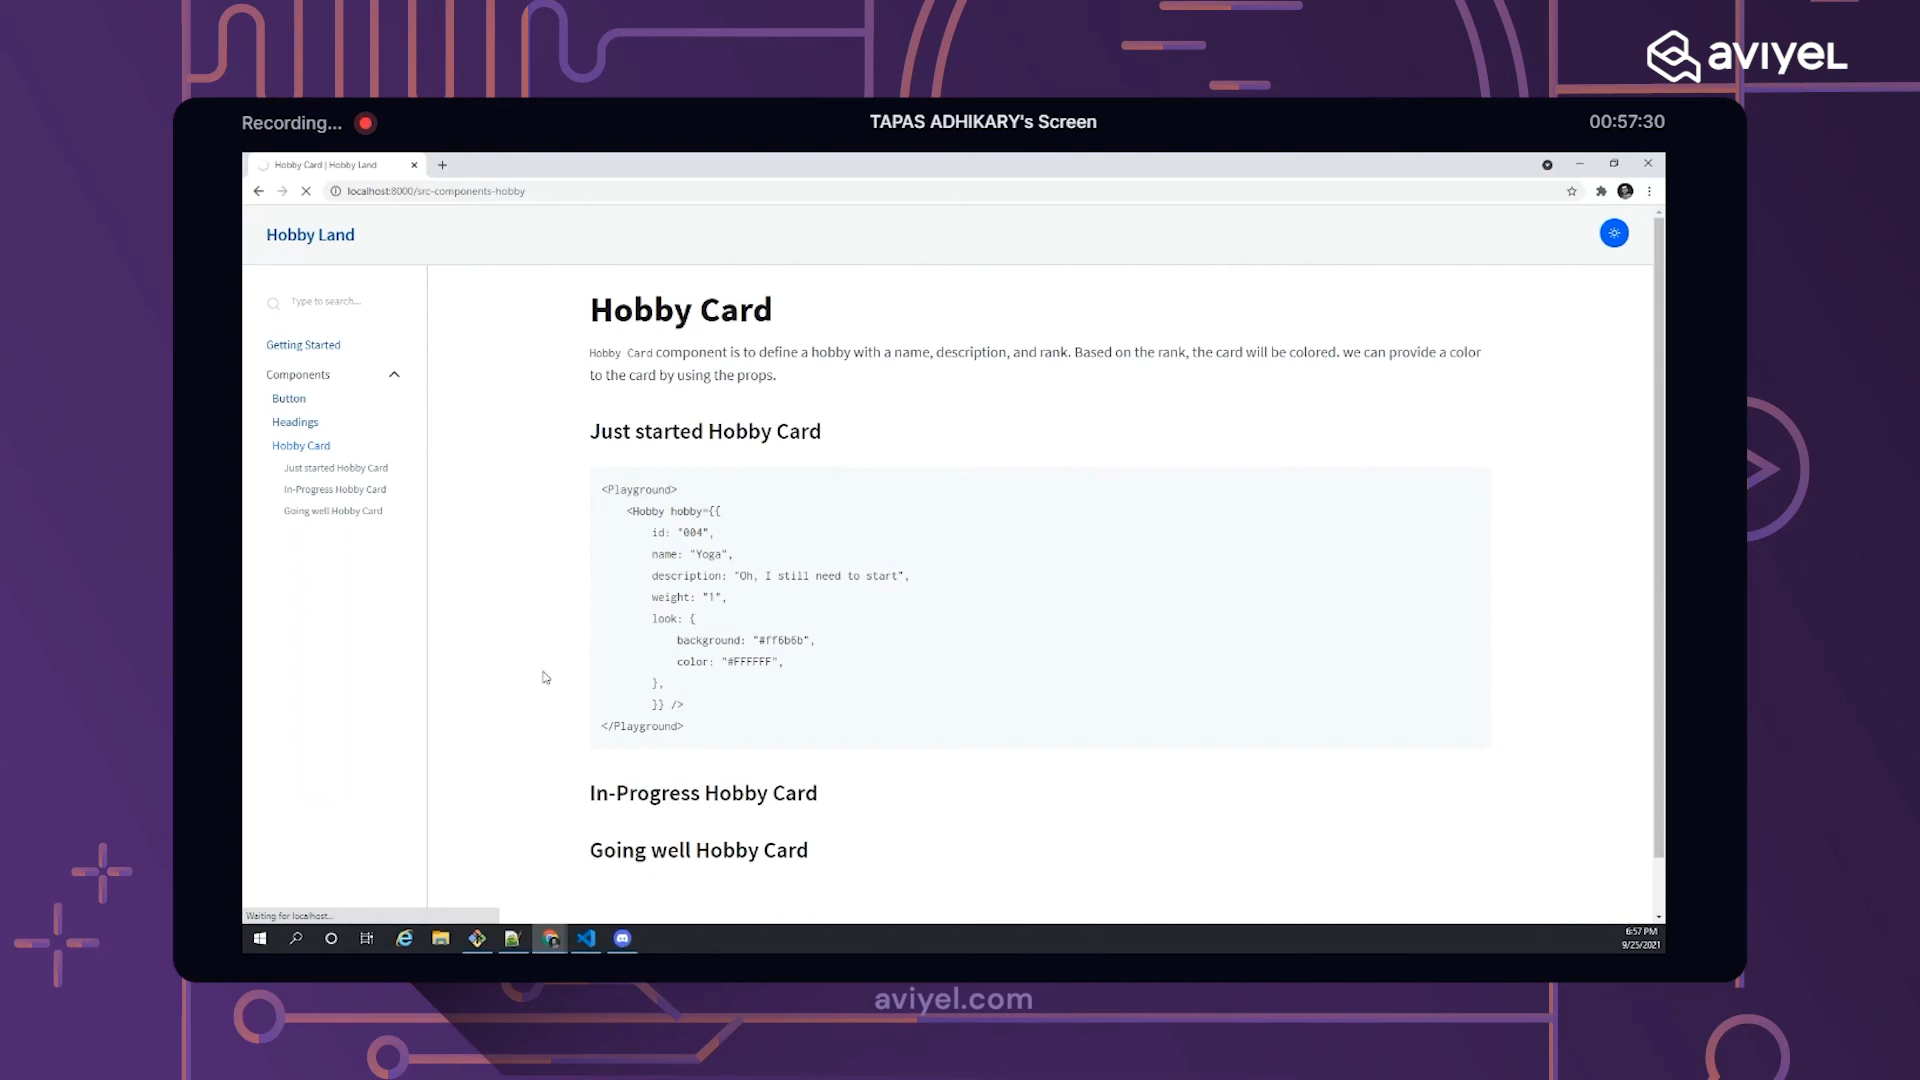 aviyel
Recording...
TAPAS ADHIKARY's Screen
00:57:30
Hobby Card | Hobby Land
localhost:8000/src-components-hobby
Hobby Land
Type to search...
Getting Started
Components
Button
Headings
Hobby Card
Just started Hobby Card
In-Progress Hobby Card
Going well Hobby Card
Hobby Card
Hobby Card component is to define a hobby with a name, description, and rank. Based on the rank, the card will be colored. we can provide a color
to the card by using the props.
Just started Hobby Card
<Playground>
<Hobby hobby={{
id: "004",
name: "Yoga",
description: "Oh, I still need to start",
weight: "1",
look: {
background: "#ff6b6b",
color: "#FFFFFF",
},
}} />
</Playground>
In-Progress Hobby Card
Going well Hobby Card
Waiting for localhost...
6:57 PM
9/25/2021
aviyel.com